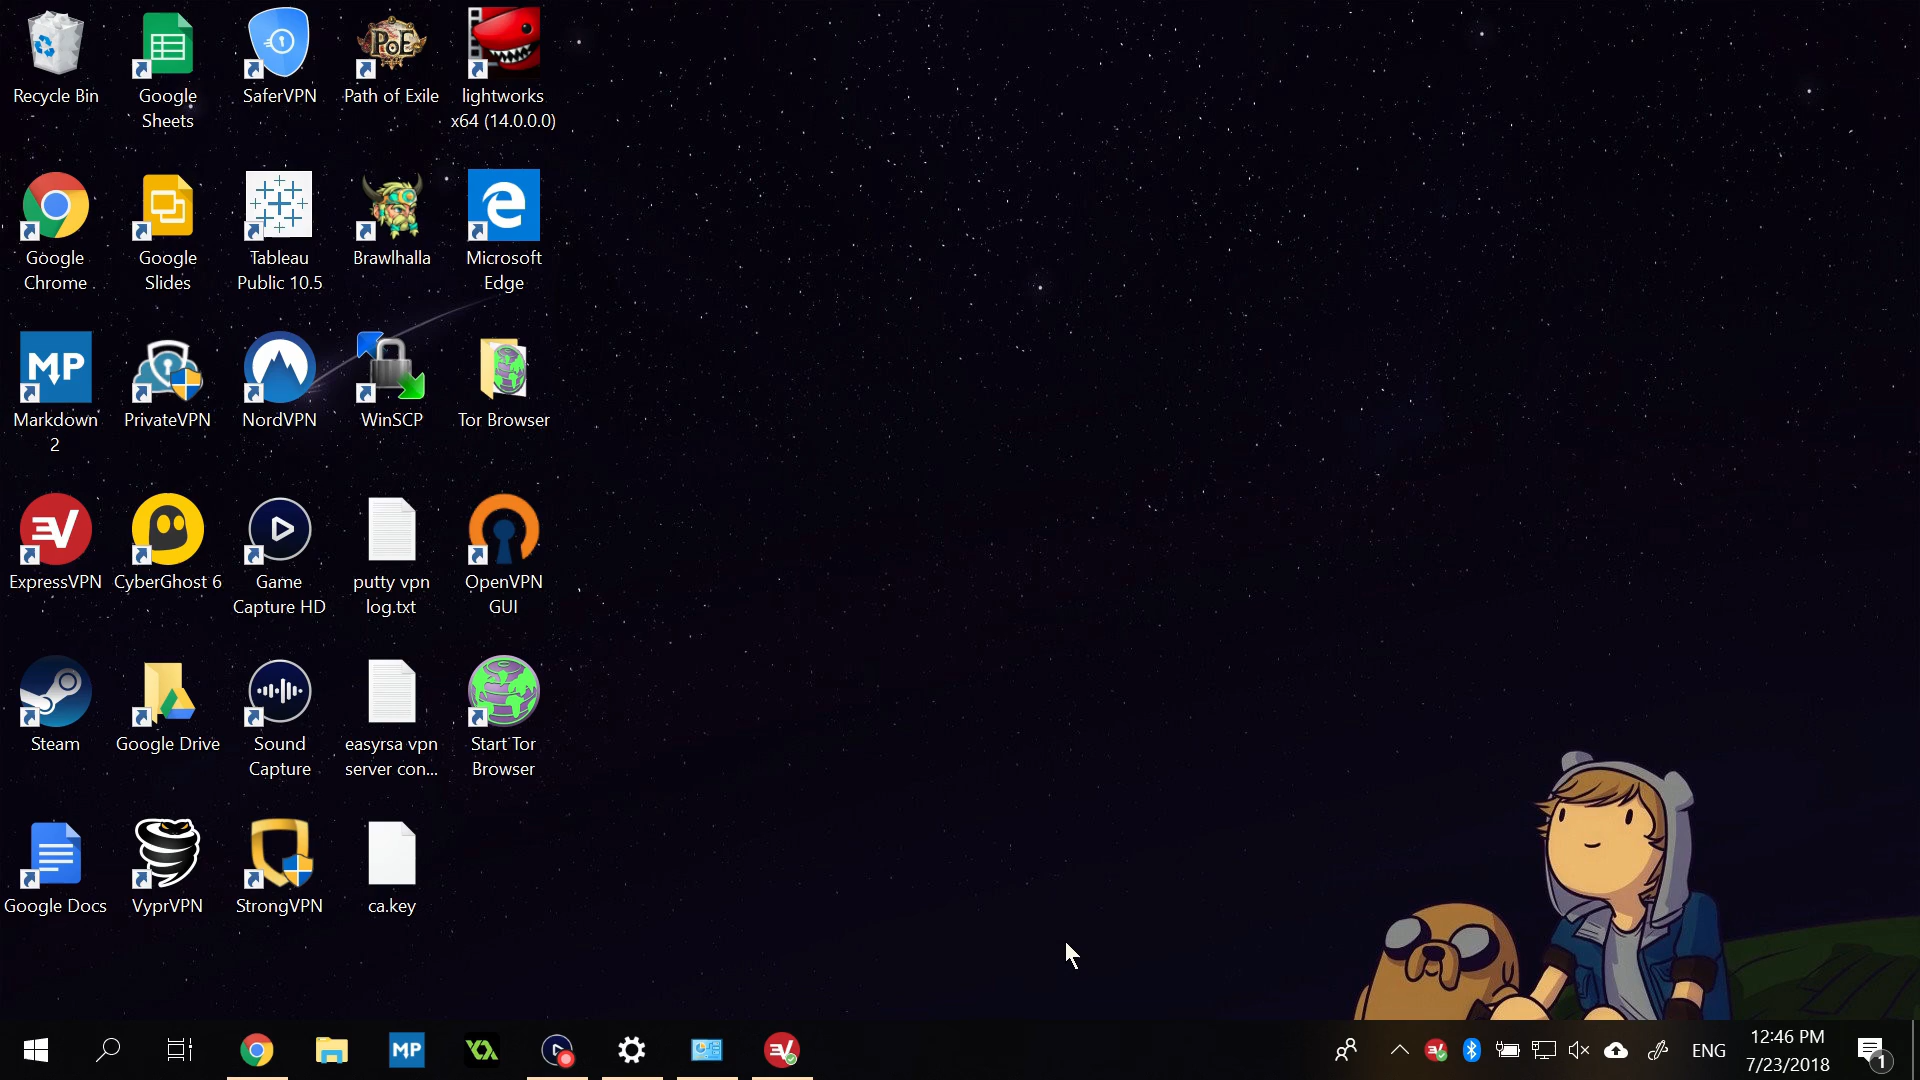 Recycle Bin
Google
Sheets
SaferVPN
PoE
Path of Exile
lightworks
x64 (14.0.0.0)
Google
Chrome
Google
Slides
Tableau
Public 10.5
Brawlhalla
Microsoft
Edge
MP
Markdown
2
PrivateVPN
NordVPN
WinSCP
Tor Browser
ExpressVPN
CyberGhost 6
Game
Capture HD
putty vpn
log.txt
OpenVPN
GUI
Steam
Google Drive
Sound
Capture
easyrsa vpn
server con...
Start Tor
Browser
Google Docs
VyprVPN
StrongVPN
ca.key
MP
ENG
12:46 PM
7/23/2018
1